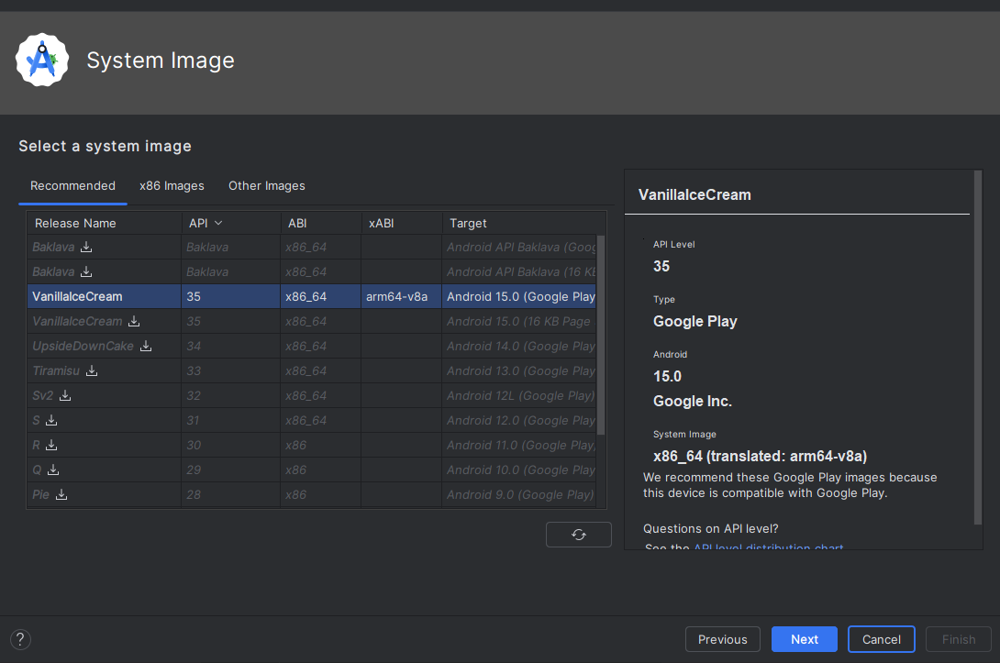 System Image
Select a system image
Recommended x86 Images Other Images
Release Name API ABI xABI Target
Baklava Baklava x86_64 Android API Baklava (Goog
Baklava Baklava x86_64 Android API Baklava (16 KB
VanillaIceCream 35 x86_64 arm64-v8a Android 15.0 (Google Play
VanillaIceCream 35 x86_64 Android 15.0 (16 KB Page
UpsideDownCake 34 x86_64 Android 14.0 (Google Play
Tiramisu 33 x86_64 Android 13.0 (Google Play
Sv2 32 x86_64 Android 12L (Google Play)
S 31 x86_64 Android 12.0 (Google Play
R 30 x86 Android 11.0 (Google Play)
Q 29 x86 Android 10.0 (Google Play
Pie 28 x86 Android 9.0 (Google Play)
VanillaIceCream
API Level
35
Type
Google Play
Android
15.0
Google Inc.
System Image
x86_64 (translated: arm64-v8a)
We recommend these Google Play images because
this device is compatible with Google Play.
Questions on API level?
See the API level distribution chart
? Previous Next Cancel Finish